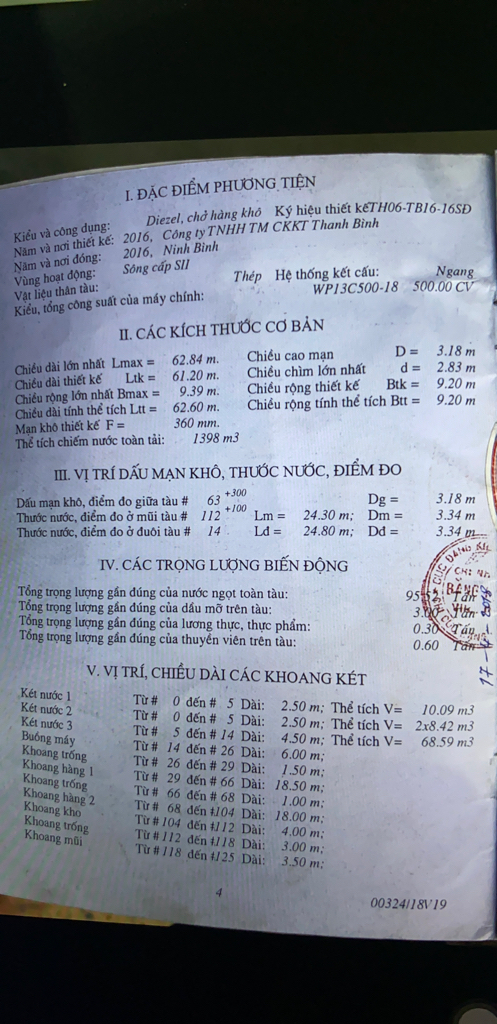 I. ĐẶC ĐIỂM PHƯƠNG TIỆN
Kiểu và công dụng: Diezel, chở hàng khô Ký hiệu thiết kế TH06-TB16-16SĐ
Năm và nơi thiết kế: 2016, Công ty TNHH TM CKKT Thanh Bình
Năm và nơi đóng: 2016, Ninh Bình
Vùng hoạt động: Sông cấp SII
Vật liệu thân tàu: Thép Hệ thống kết cấu: Ngang
Kiểu, tổng công suất của máy chính: WP13C500-18 500.00 CV
II. CÁC KÍCH THƯỚC CƠ BẢN
Chiều dài lớn nhất Lmax = 62.84 m. Chiều cao mạn D = 3.18 m
Chiều dài thiết kế Ltk = 61.20 m. Chiều chìm lớn nhất d = 2.83 m
Chiều rộng lớn nhất Bmax = 9.39 m. Chiều rộng thiết kế Btk = 9.20 m
Chiều dài tính thể tích Ltt = 62.60 m. Chiều rộng tính thể tích Btt = 9.20 m
Mạn khô thiết kế F = 360 mm.
Thể tích chiếm nước toàn tải: 1398 m3
III. VỊ TRÍ DẤU MẠN KHÔ, THƯỚC NƯỚC, ĐIỂM ĐO
Dấu mạn khô, điểm đo giữa tàu # 63 +300 Dg = 3.18 m
Thước nước, điểm đo ở mũi tàu # 112 +100 Lm = 24.30 m; Dm = 3.34 m
Thước nước, điểm đo ở đuôi tàu # 14 Lđ = 24.80 m; Dđ = 3.34 m
IV. CÁC TRỌNG LƯỢNG BIẾN ĐỘNG
Tổng trọng lượng gần đúng của nước ngọt toàn tàu: Tấn
Tổng trọng lượng gần đúng của dầu mỡ trên tàu: Tấn
Tổng trọng lượng gần đúng của lương thực, thực phẩm: 0.30 Tấn
Tổng trọng lượng gần đúng của thuyền viên trên tàu: 0.60 Tấn
V. VỊ TRÍ, CHIỀU DÀI CÁC KHOANG KÉT
Két nước 1 Từ # 0 đến # 5 Dài: 2.50 m; Thể tích V= 10.09 m3
Két nước 2 Từ # 0 đến # 5 Dài: 2.50 m; Thể tích V= 2x8.42 m3
Két nước 3 Từ # 5 đến # 14 Dài: 4.50 m; Thể tích V= 68.59 m3
Buồng máy Từ # 14 đến # 26 Dài: 6.00 m;
Khoang trống Từ # 26 đến # 29 Dài: 1.50 m;
Khoang hàng 1 Từ # 29 đến # 66 Dài: 18.50 m;
Khoang trống Từ # 66 đến # 68 Dài: 1.00 m;
Khoang hàng 2 Từ # 68 đến #104 Dài: 18.00 m;
Khoang kho Từ #104 đến #112 Dài: 4.00 m;
Khoang trống Từ #112 đến #118 Dài: 3.00 m;
Khoang mũi Từ #118 đến #125 Dài: 3.50 m;
4
00324/18V19